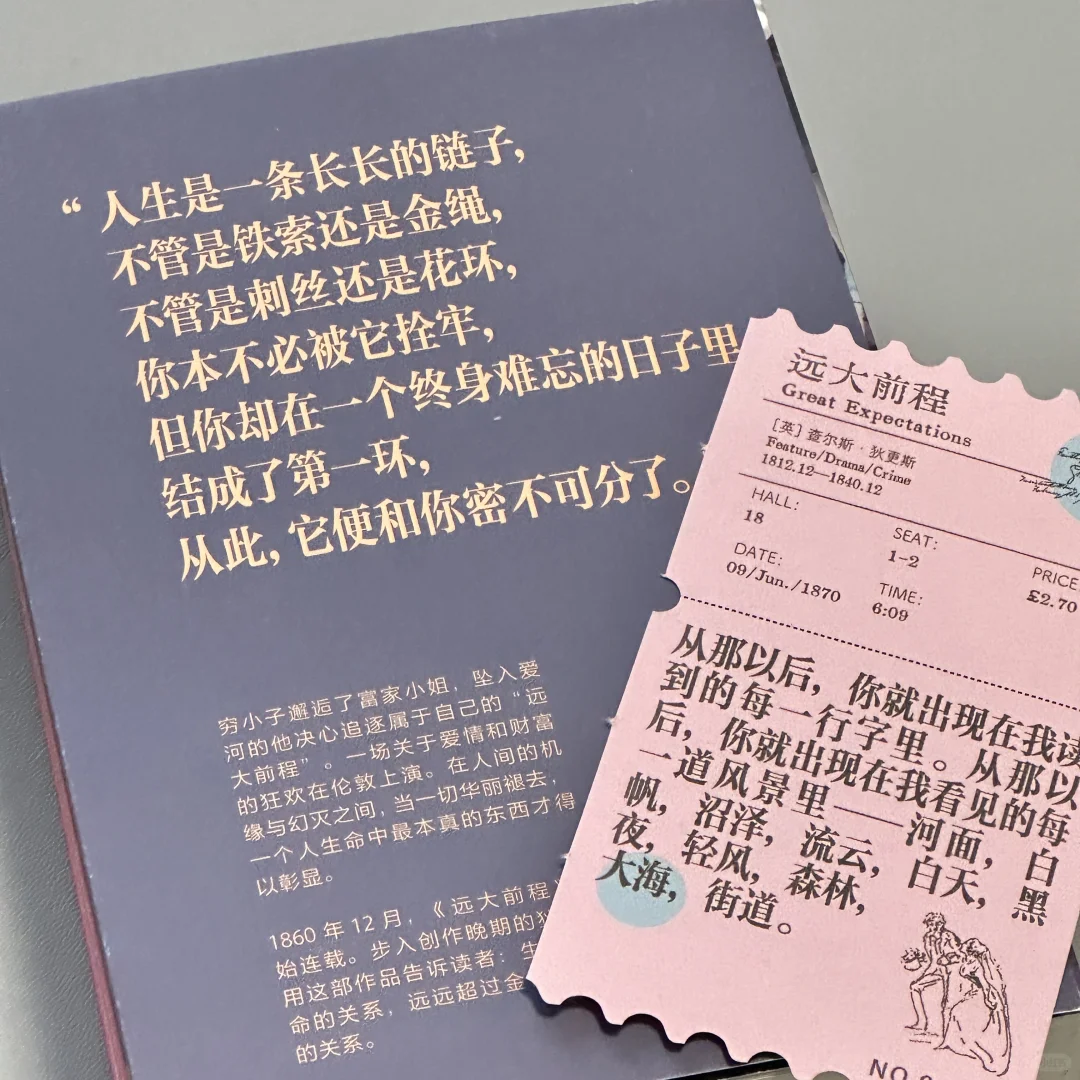 “人生是一条长长的链子，
不管是铁索还是金绳，
不管是刺丝还是花环，
你本不必被它拴牢，
但你却在一个终身难忘的日子里
结成了第一环，
从此，它便和你密不可分了。
穷小子邂逅了富家小姐，坠入爱
河的他决心追逐属于自己的“远
大前程”。一场关于爱情和财富
的狂欢在伦敦上演。在人间的机
缘与幻灭之间，当一切华丽褪去，
一个人生命中最本真的东西才得
以彰显。
1860 年 12 月，《远大前程》
始连载。步入创作晚期的
用这部作品告诉读者：
命的关系，远远超过金
的关系。
远大前程
Great Expectations
[英] 查尔斯·狄更斯
Feature/Drama/Crime
1812.12—1840.12
HALL:
18
SEAT:
1-2
PRICE
£2.70
DATE:
09/Jun./1870
TIME:
6:09
从那以后，你就出现在我读
到的每一行字里。从那以
后，你就出现在我看见的每
一道风景里——河面，白
帆，沼泽，流云，白天，黑
夜，轻风，森林，
大海，街道。
NO.